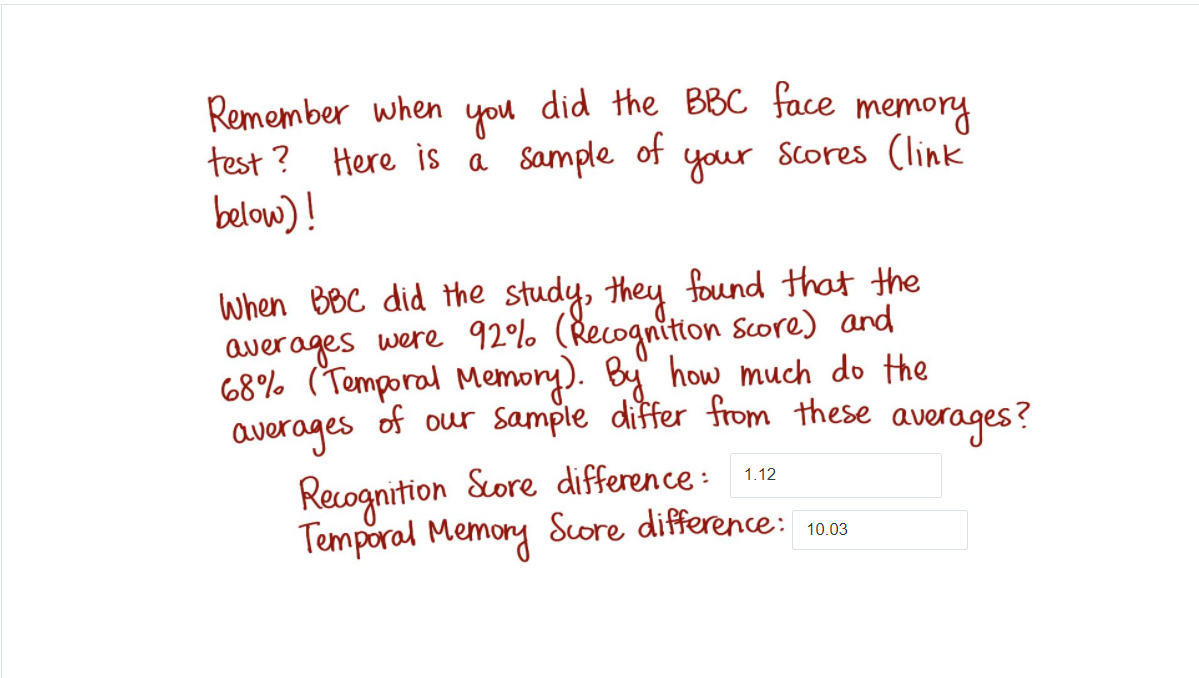 Remember when you did the BBC face memory
test? Here is a sample of your scores (link
below)!
When BBC did the study, they found that the
averages were 92% (Recognition score) and
68% (Temporal Memory). By how much do the
averages of our sample differ from these averages?
Recognition Score difference: 1.12
Temporal Memory Score difference: 10.03